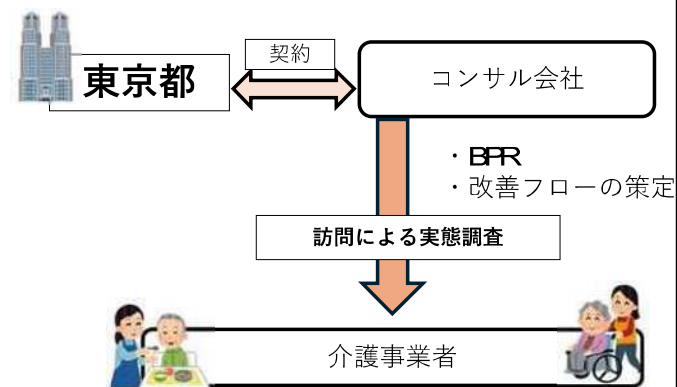 契約
東京都
コンサル会社
・BPR
・改善フローの策定
訪問による実態調査
介護事業者